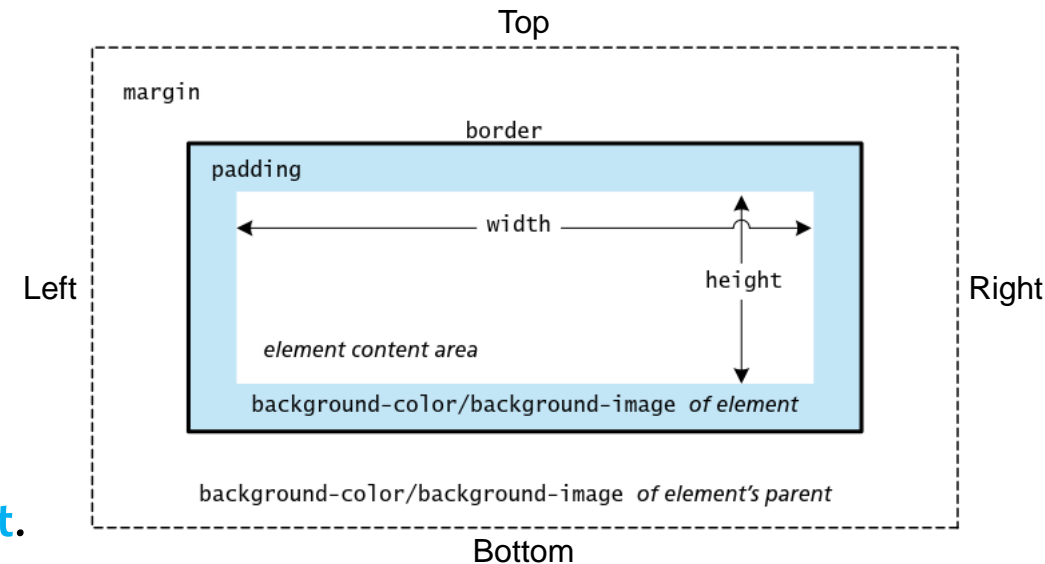 Top
margin
border
padding
width
height
Left
Right
element content area
background-color/background-image of element
background-color/background-image of element's parent
t.
Bottom